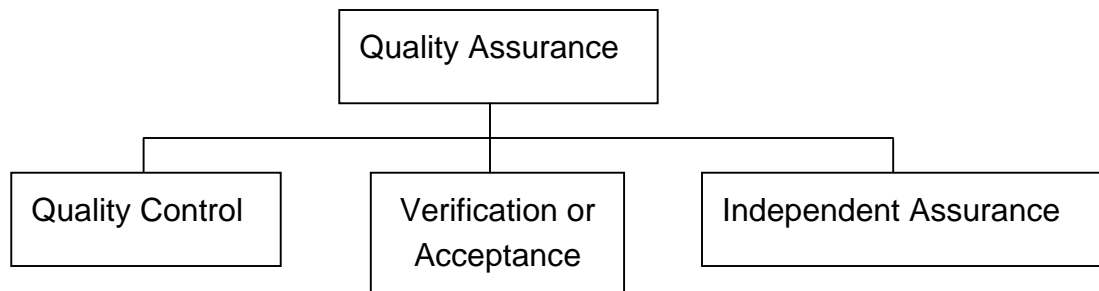 Quality Assurance
Quality Control
Verification or
Acceptance
Independent Assurance